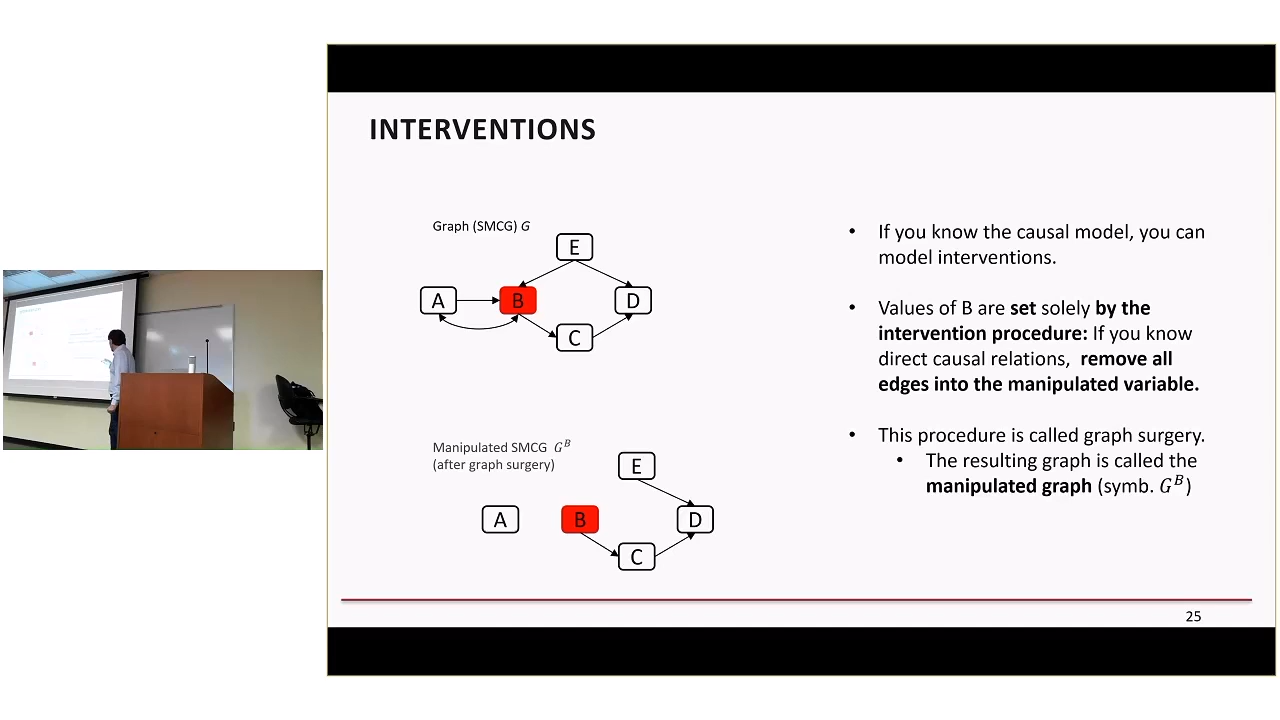 INTERVENTIONS
Graph (SMCG) G
E
A
B
D
C
Manipulated SMCG G^B
(after graph surgery)
E
A
B
D
C
• If you know the causal model, you can
model interventions.
• Values of B are set solely by the
intervention procedure: If you know
direct causal relations, remove all
edges into the manipulated variable.
• This procedure is called graph surgery.
• The resulting graph is called the
manipulated graph (symb. G^B)
25